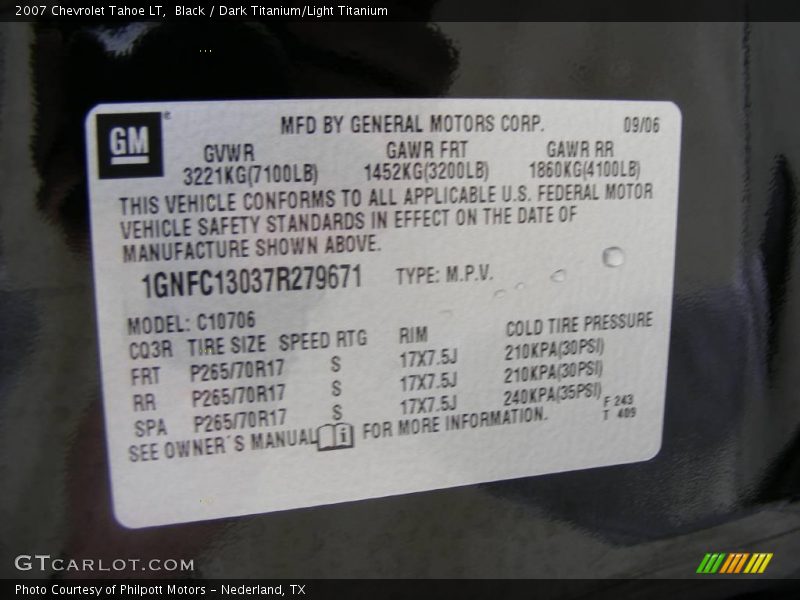 2007 Chevrolet Tahoe LT,  Black / Dark Titanium/Light Titanium
GM®
MFD BY GENERAL MOTORS CORP. 09/06
GVWR GAWR FRT GAWR RR
3221KG(7100LB) 1452KG(3200LB) 1860KG(4100LB)
THIS VEHICLE CONFORMS TO ALL APPLICABLE U.S. FEDERAL MOTOR
VEHICLE SAFETY STANDARDS IN EFFECT ON THE DATE OF
MANUFACTURE SHOWN ABOVE.
1GNFC13037R279671 TYPE: M.P.V.
MODEL: C10706
CQ3R TIRE SIZE SPEED RTG RIM COLD TIRE PRESSURE
FRT P265/70R17 S 17X7.5J 210KPA(30PSI)
RR P265/70R17 S 17X7.5J 210KPA(30PSI)
SPA P265/70R17 S 17X7.5J 240KPA(35PSI)
SEE OWNER´S MANUAL i FOR MORE INFORMATION.
F 243
T 409
GTCARLOT.COM
Photo Courtesy of Philpott Motors - Nederland, TX